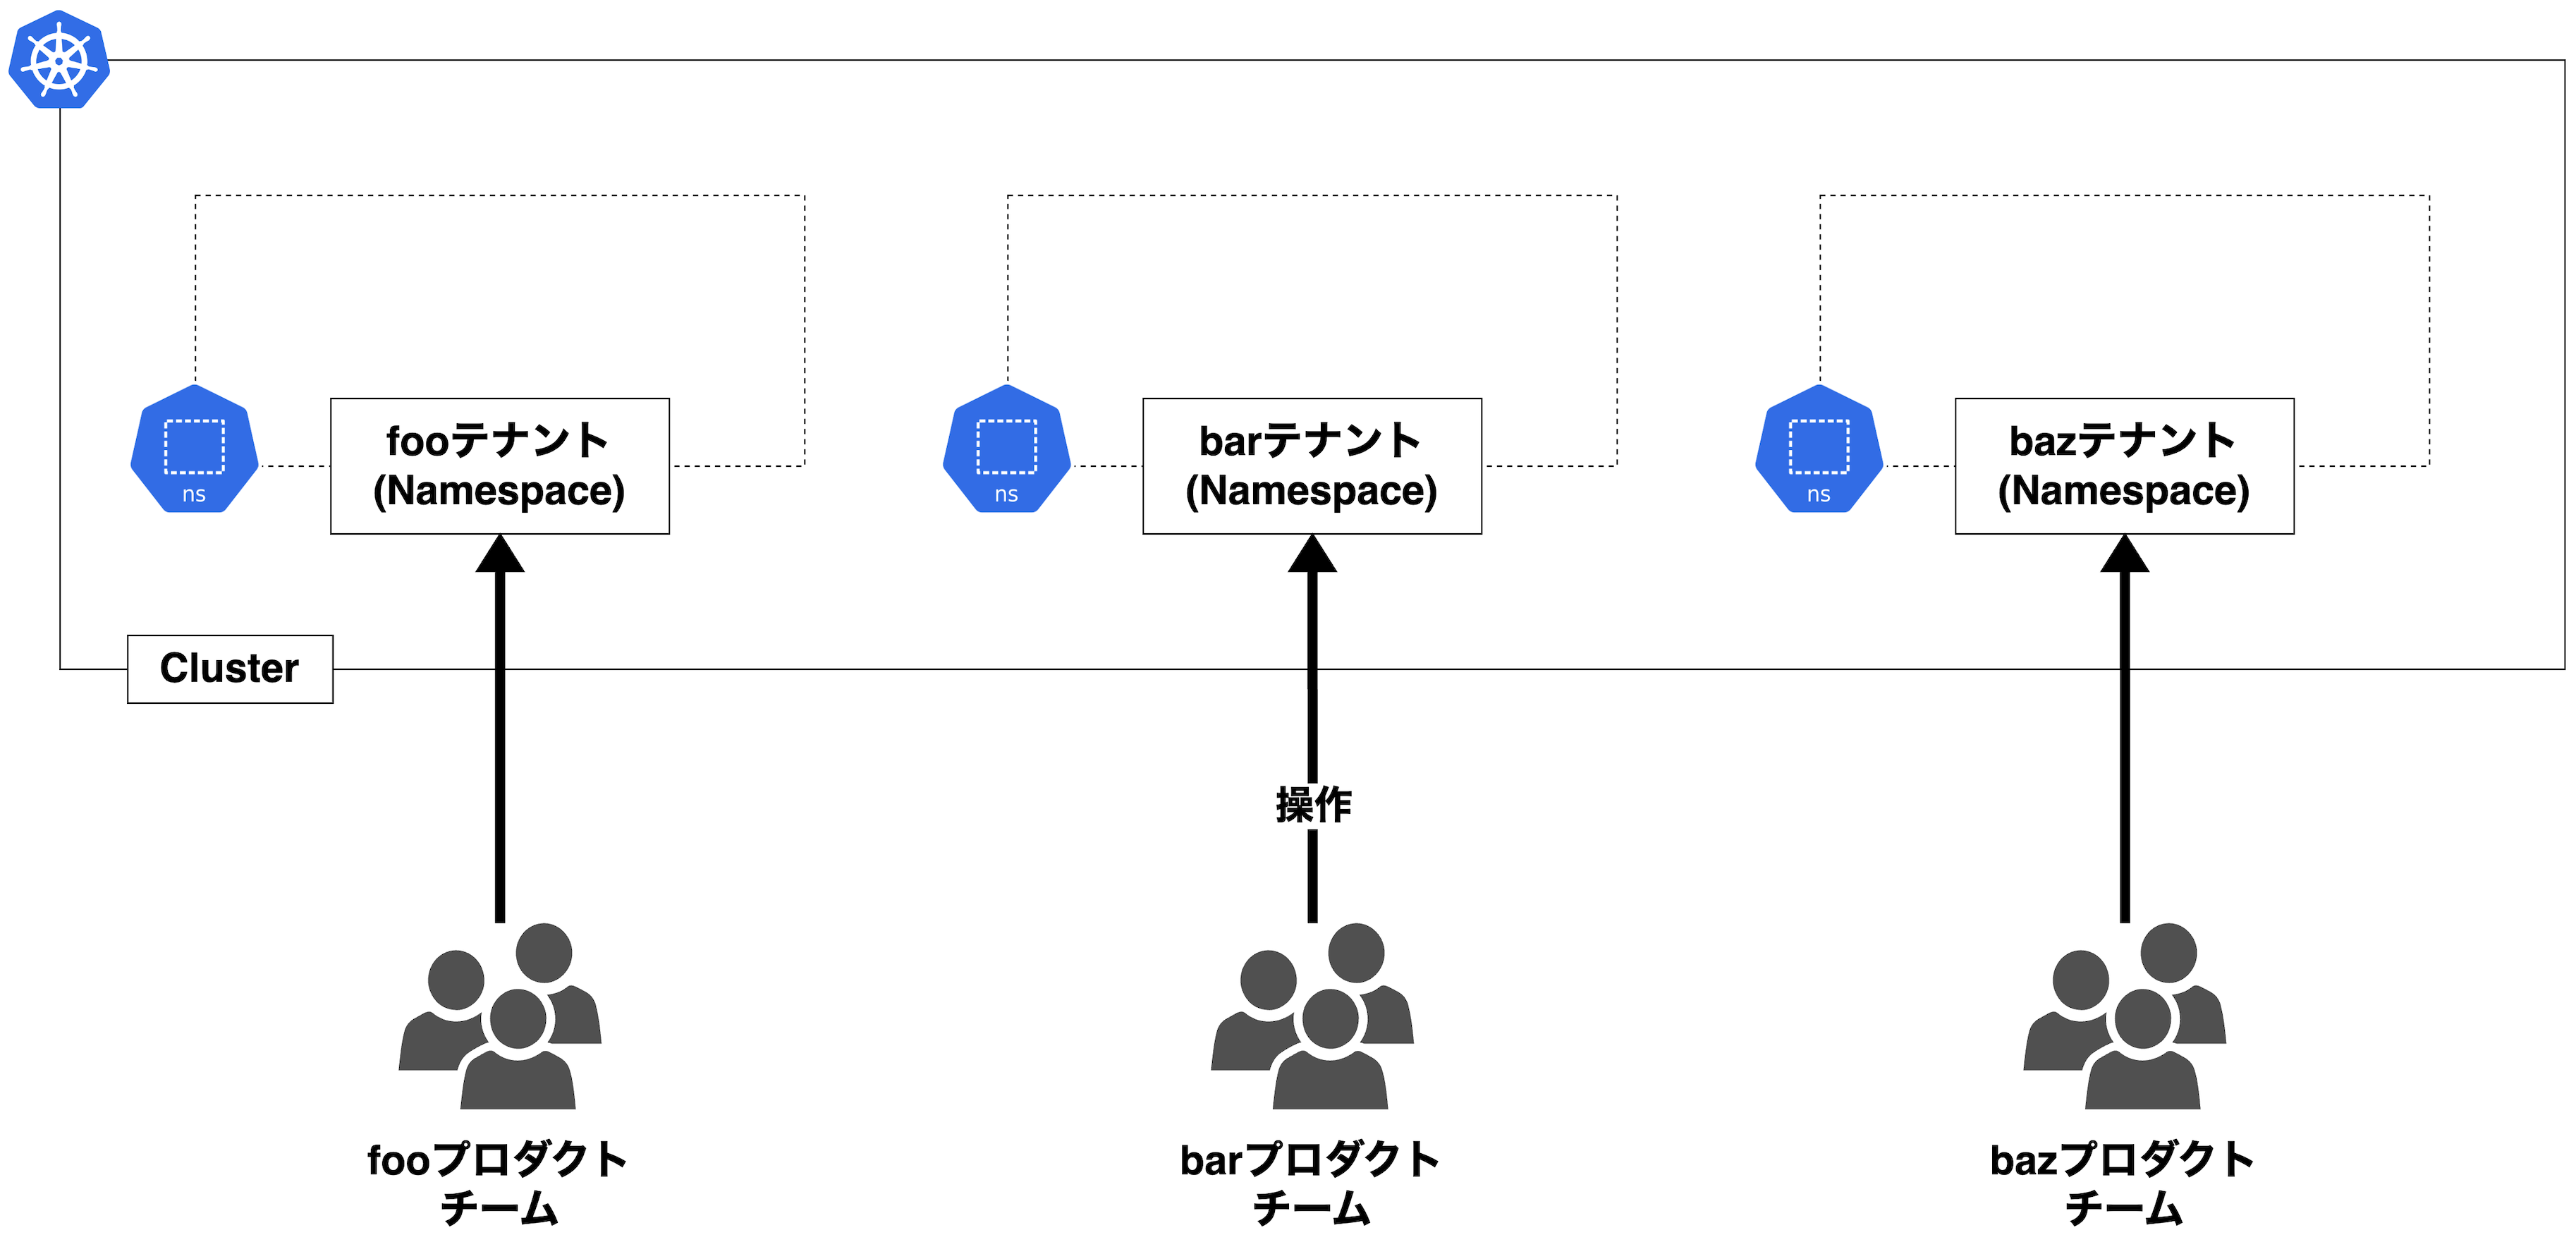 fooテナント
(Namespace)
ns
barテナント
(Namespace)
ns
bazテナント
(Namespace)
ns
Cluster
操作
fooプロダクト
チーム
barプロダクト
チーム
bazプロダクト
チーム